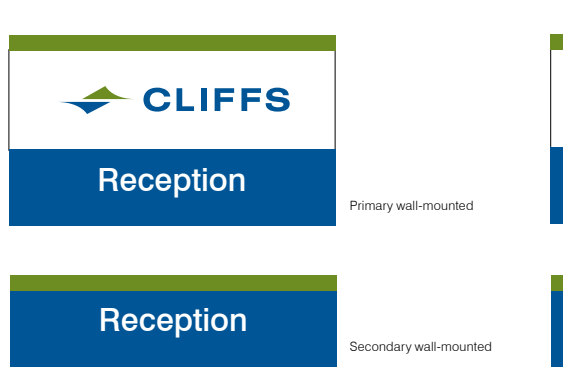 CLIFFS
Reception
Primary wall-mounted
Reception
Secondary wall-mounted